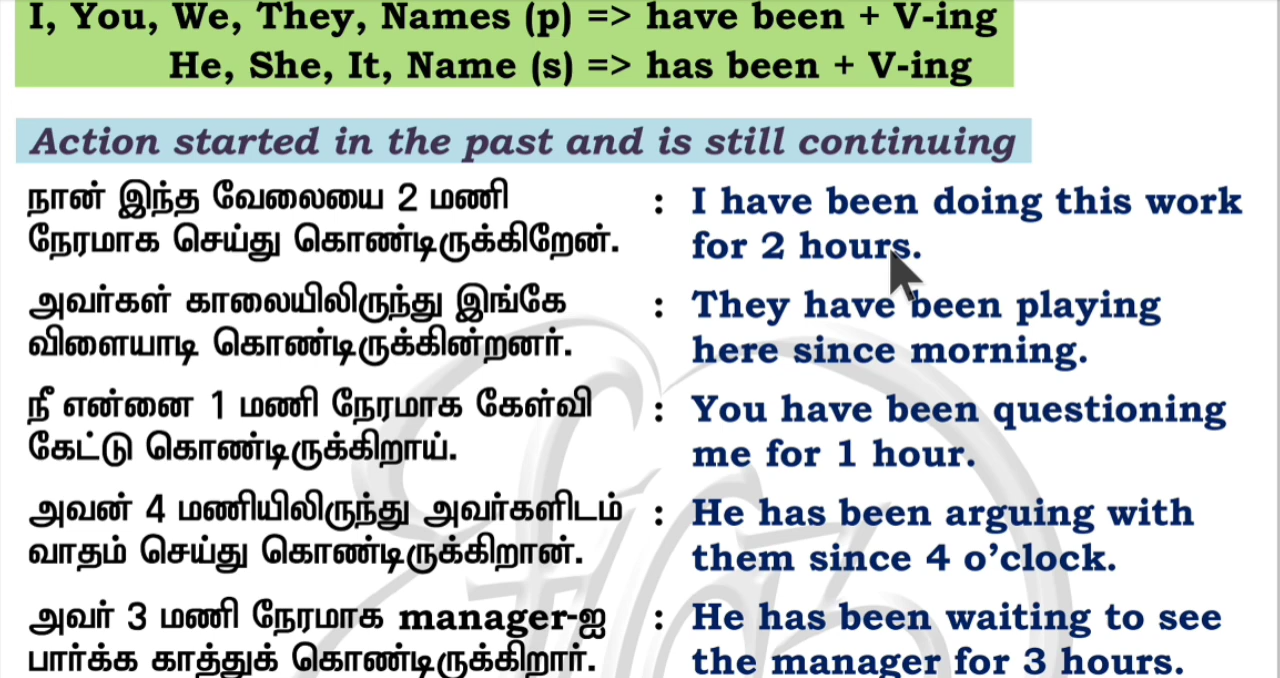 I, You, We, They, Names (p) => have been + V-ing
He, She, It, Name (s) => has been + V-ing
Action started in the past and is still continuing
நான் இந்த வேலையை 2 மணி
நேரமாக செய்து கொண்டிருக்கிறேன்.
: I have been doing this work
for 2 hours.
அவர்கள் காலையிலிருந்து இங்கே
விளையாடி கொண்டிருக்கின்றனர்.
: They have been playing
here since morning.
நீ என்னை 1 மணி நேரமாக கேள்வி
கேட்டு கொண்டிருக்கிறாய்.
: You have been questioning
me for 1 hour.
அவன் 4 மணியிலிருந்து அவர்களிடம்
வாதம் செய்து கொண்டிருக்கிறான்.
: He has been arguing with
them since 4 o’clock.
அவர் 3 மணி நேரமாக manager-ஐ
பார்க்க காத்துக் கொண்டிருக்கிறார்.
: He has been waiting to see
the manager for 3 hours.